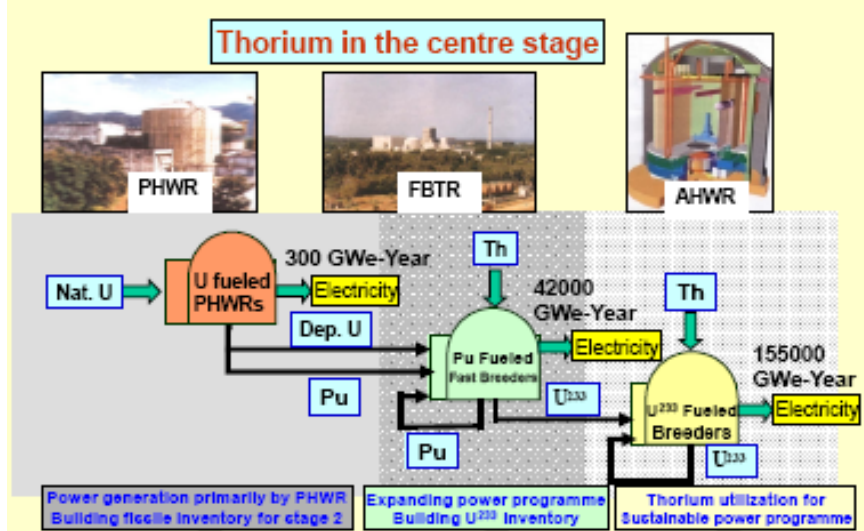 Thorium in the centre stage
PHWR
FBTR
AHWR
Nat. U
U fueled
PHWRs
300 GWe-Year
Electricity
Dep. U
Pu
Th
Pu Fueled
Fast Breeders
42000
GWe-Year
Electricity
Pu
U²³³
Th
U²³³ Fueled
Breeders
155000
GWe-Year
Electricity
U²³³
Power generation primarily by PHWR
Building fissile inventory for stage 2
Expanding power programme
Building U²³³ Inventory
Thorium utilization for
Sustainable power programme